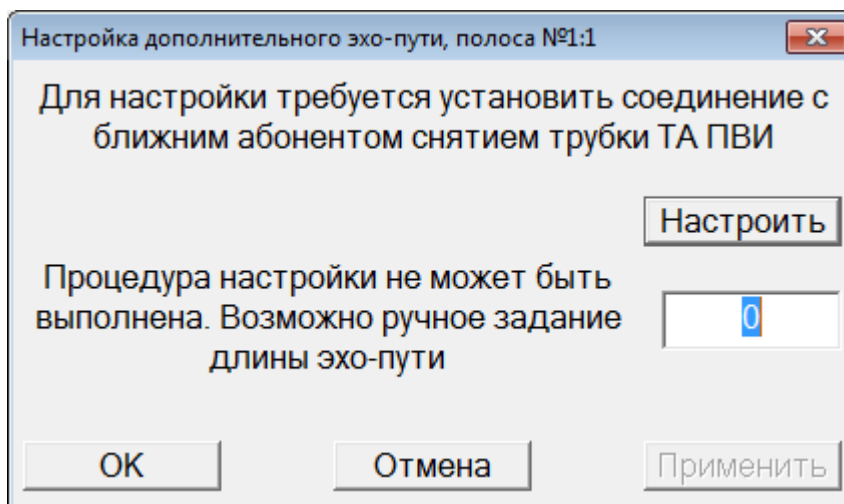 Настройка дополнительного эхо-пути, полоса №1:1
Для настройки требуется установить соединение с
ближним абонентом снятием трубки ТА ПВИ
Настроить
Процедура настройки не может быть
выполнена. Возможно ручное задание
длины эхо-пути
0
ОК
Отмена
Применить